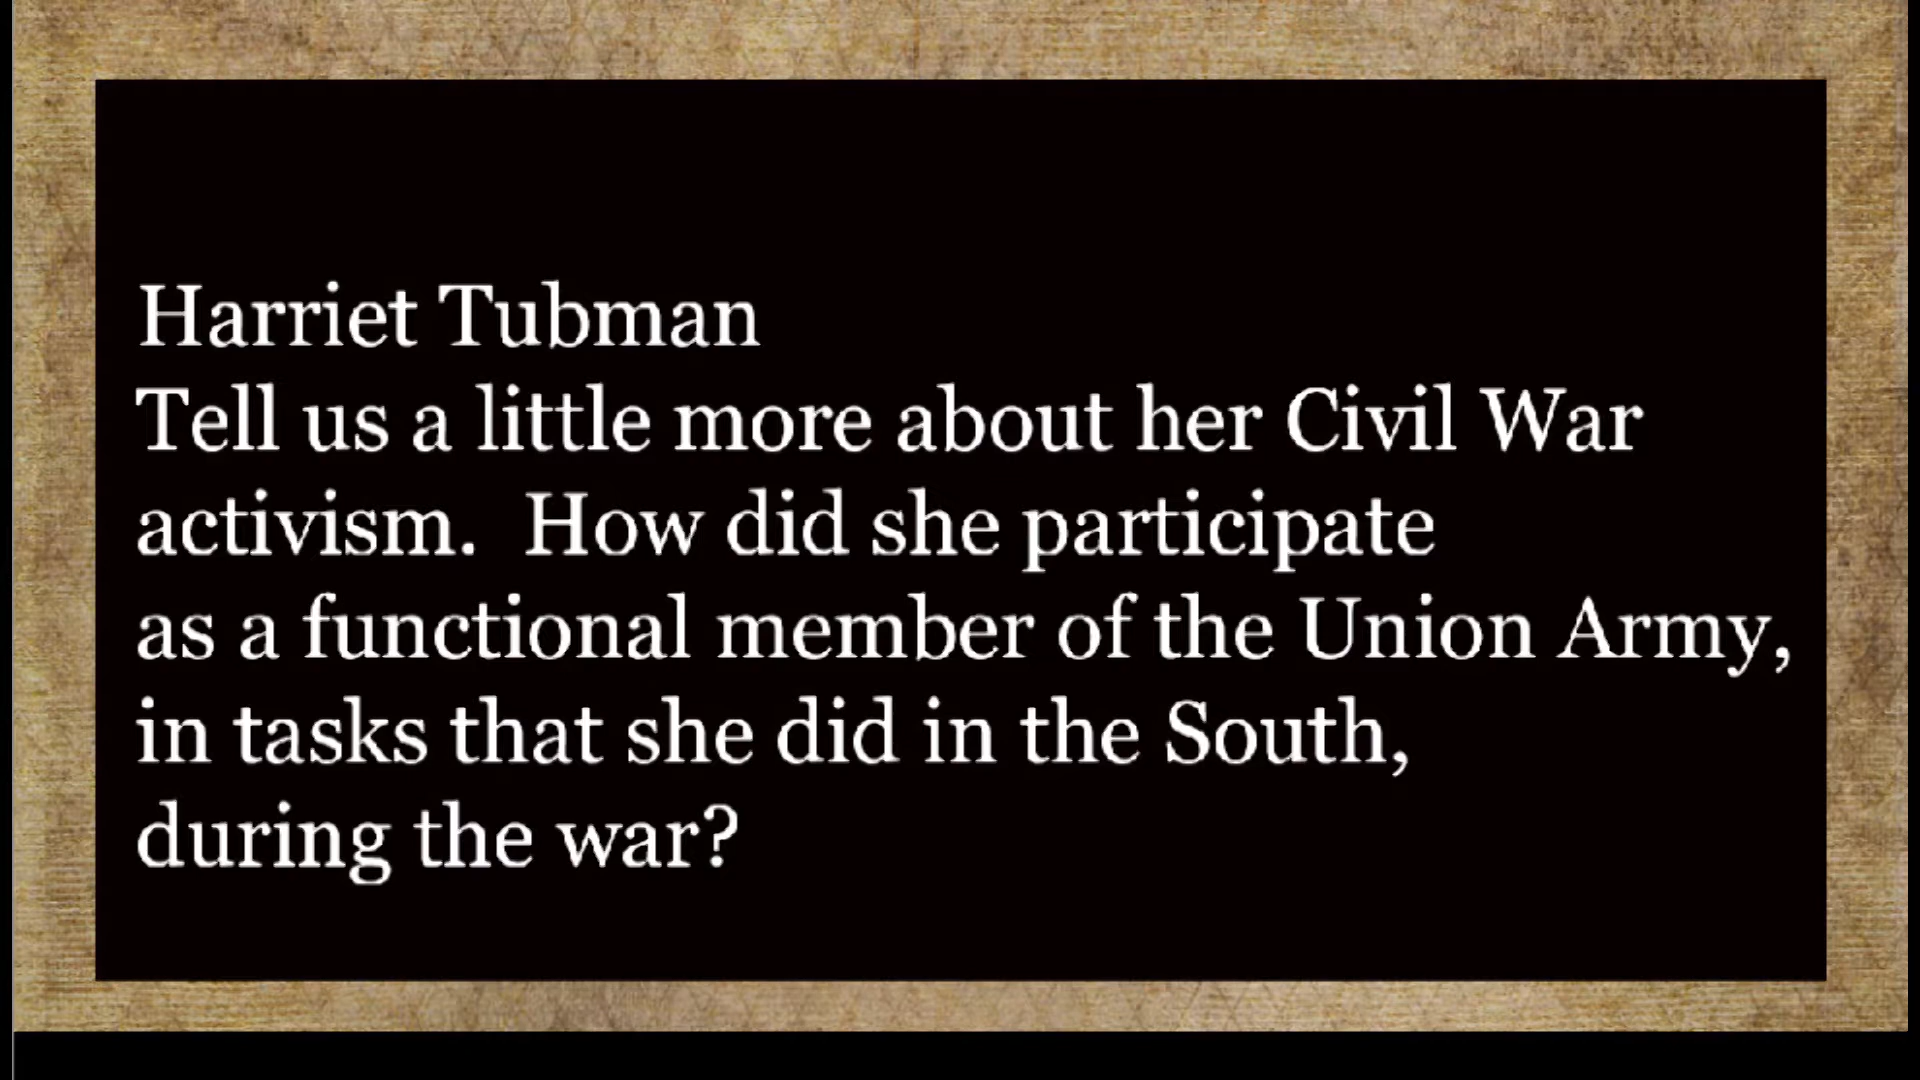 Harriet Tubman
Tell us a little more about her Civil War
activism.  How did she participate
as a functional member of the Union Army,
in tasks that she did in the South,
during the war?